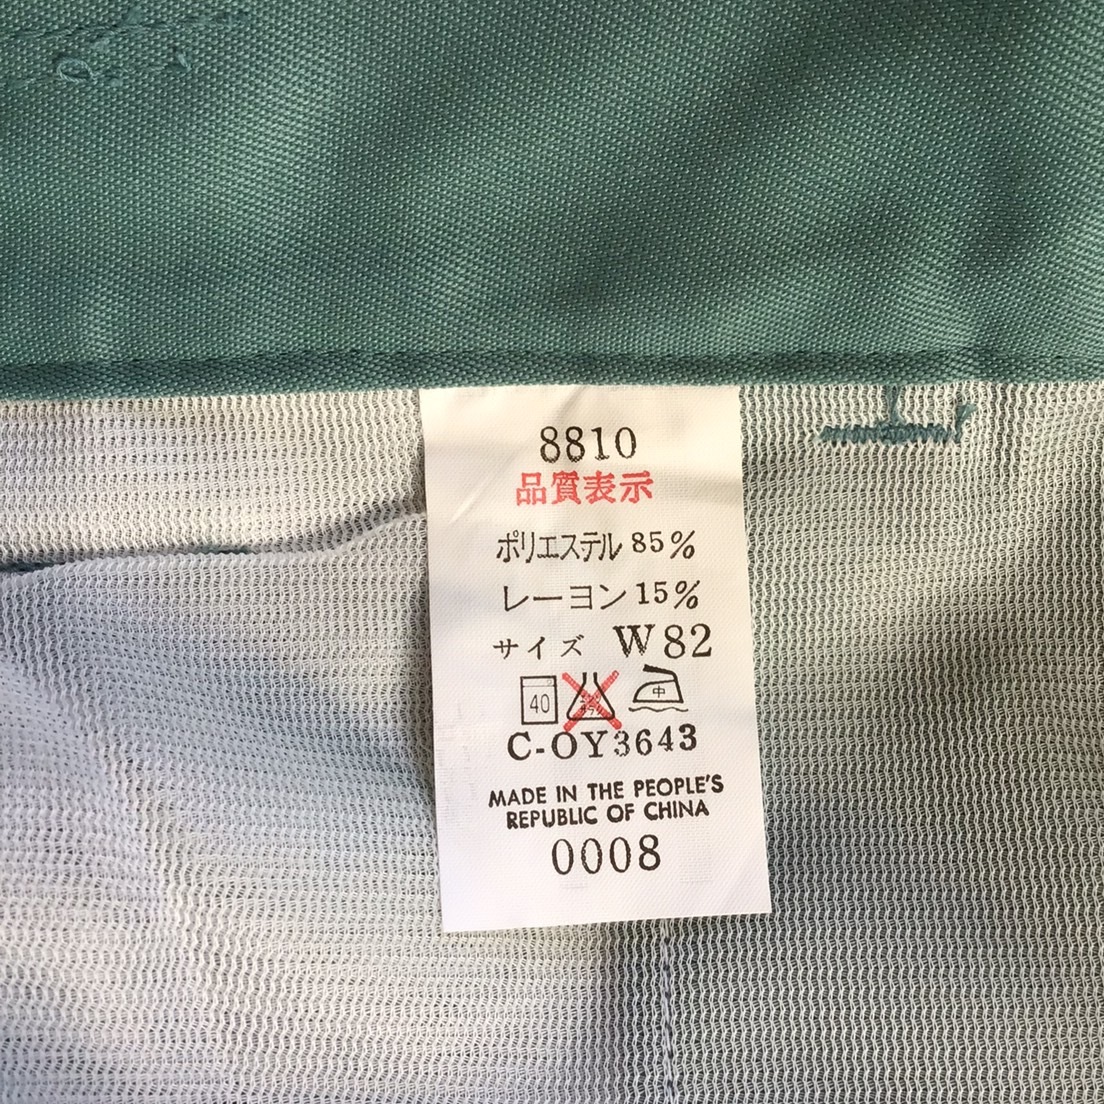 8810
品質表示
ポリエステル 85%
レーヨン 15%
サイズ W82
40 中
C-OY3643
MADE IN THE PEOPLE'S
REPUBLIC OF CHINA
0008